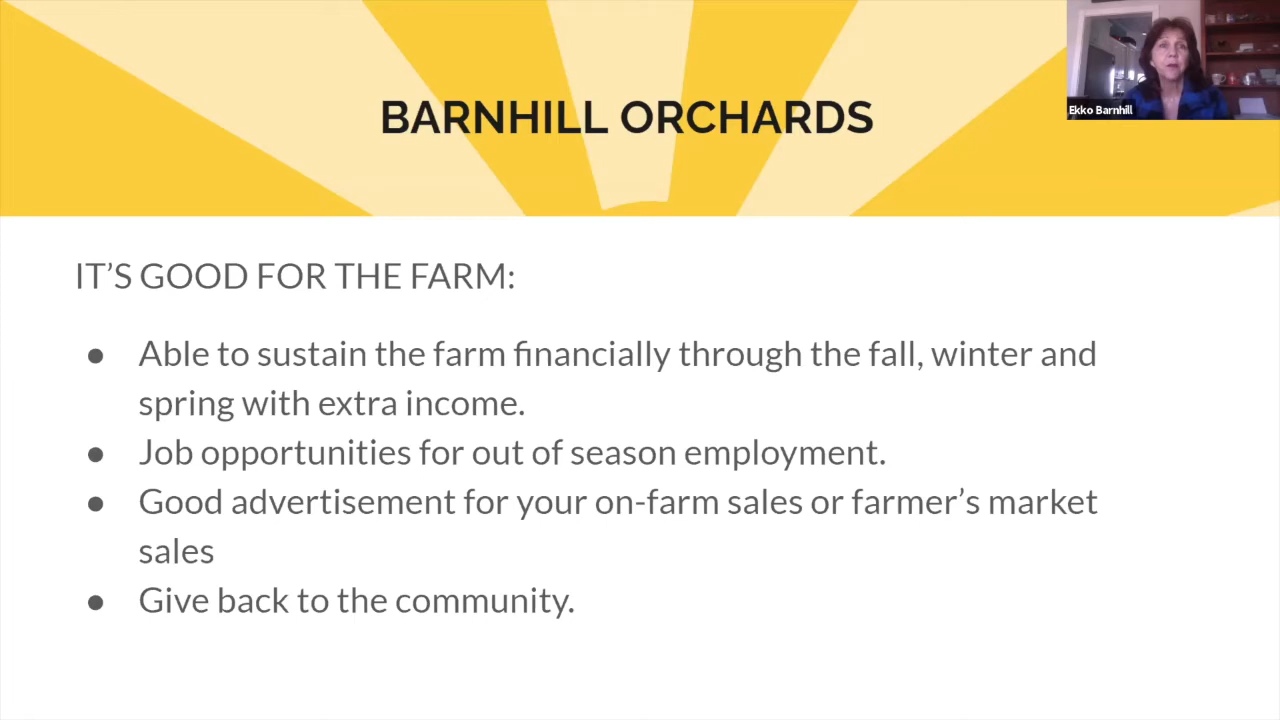 BARNHILL ORCHARDS
Ekko Barnhill
IT’S GOOD FOR THE FARM:
● Able to sustain the farm financially through the fall, winter and
spring with extra income.
● Job opportunities for out of season employment.
● Good advertisement for your on-farm sales or farmer’s market
sales
● Give back to the community.